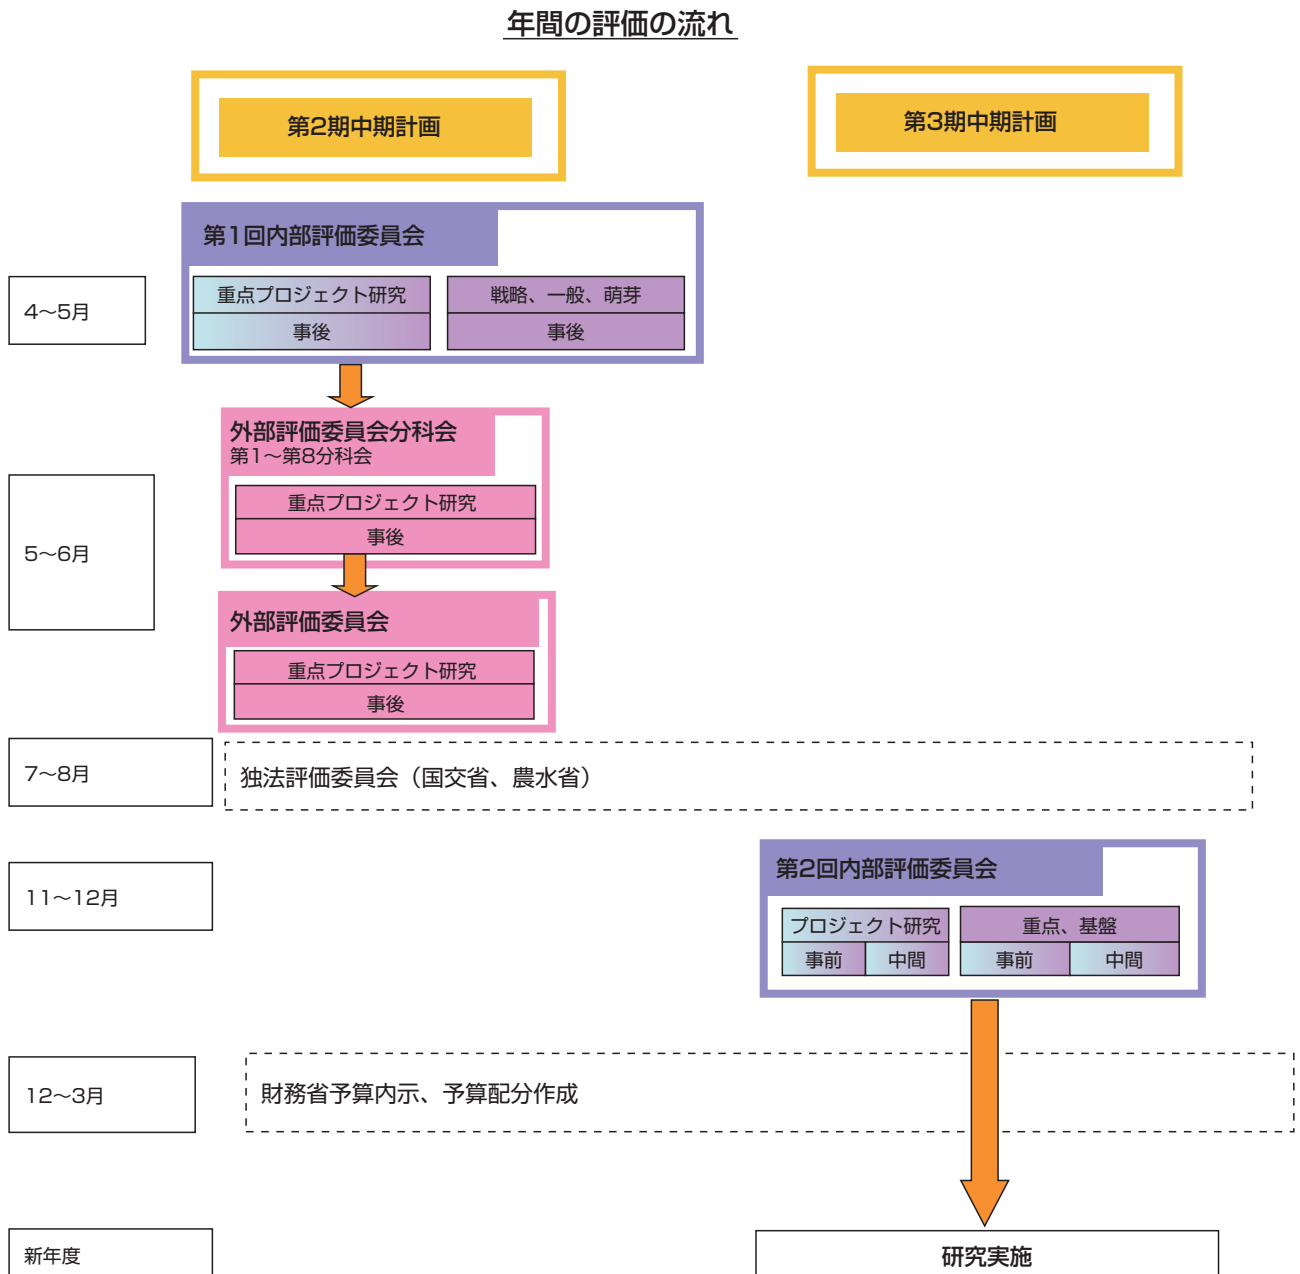 年間の評価の流れ
第2期中期計画
第3期中期計画
第1回内部評価委員会
4～5月
重点プロジェクト研究
事後
戦略、一般、萌芽
事後
外部評価委員会分科会
第1～第8分科会
5～6月
重点プロジェクト研究
事後
外部評価委員会
重点プロジェクト研究
事後
7～8月
独法評価委員会（国交省、農水省）
11～12月
第2回内部評価委員会
プロジェクト研究
事前
中間
重点、基盤
事前
中間
12～3月
財務省予算内示、予算配分作成
新年度
研究実施